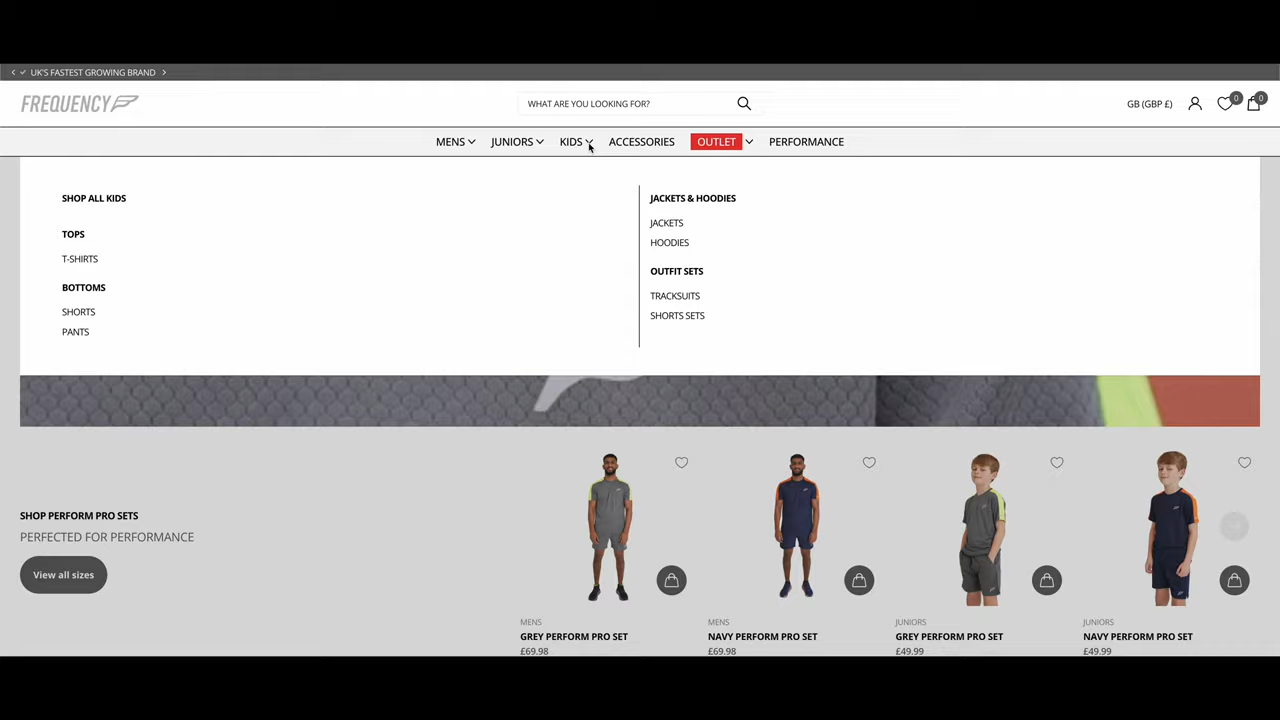 UK'S FASTEST GROWING BRAND
FREQUENCY
WHAT ARE YOU LOOKING FOR?
GB (GBP £)
0
0
MENS
JUNIORS
KIDS
ACCESSORIES
OUTLET
PERFORMANCE
SHOP ALL KIDS
TOPS
T-SHIRTS
BOTTOMS
SHORTS
PANTS
JACKETS & HOODIES
JACKETS
HOODIES
OUTFIT SETS
TRACKSUITS
SHORTS SETS
SHOP PERFORM PRO SETS
PERFECTED FOR PERFORMANCE
View all sizes
MENS
GREY PERFORM PRO SET
£69.98
MENS
NAVY PERFORM PRO SET
£69.98
JUNIORS
GREY PERFORM PRO SET
£49.99
JUNIORS
NAVY PERFORM PRO SET
£49.99